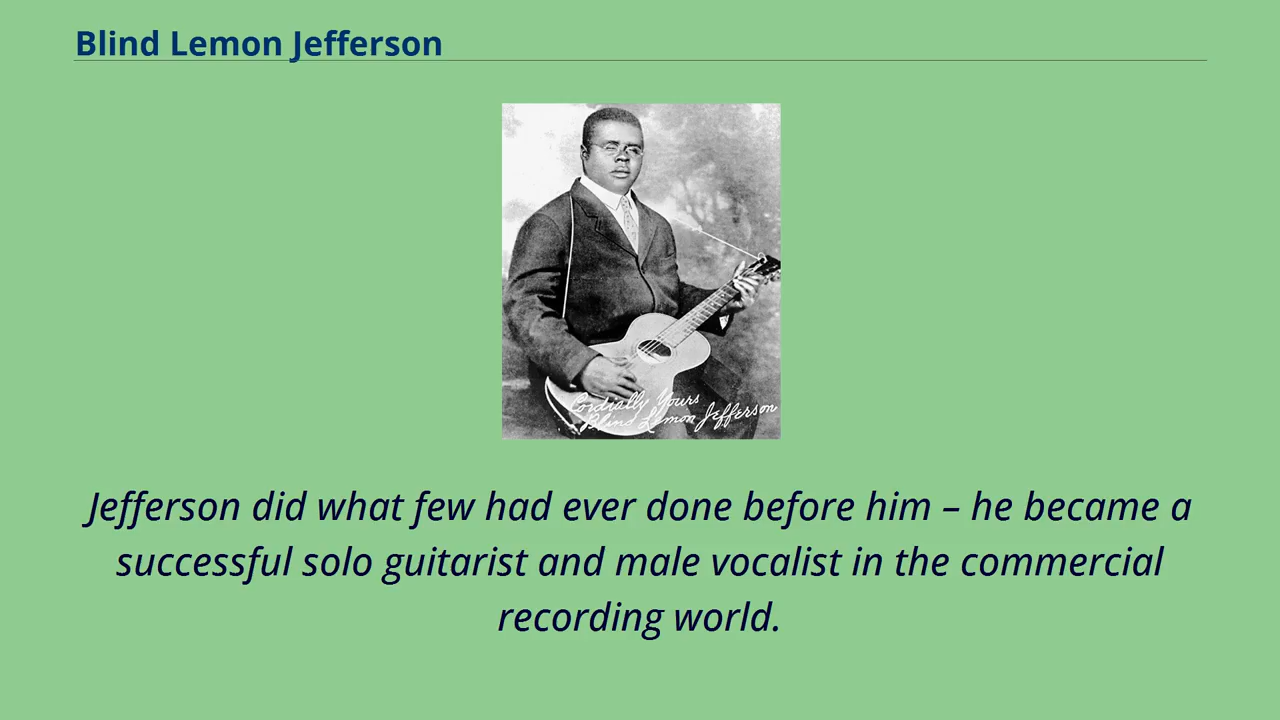 Blind Lemon Jefferson
Cordially Yours
Blind Lemon Jefferson
Jefferson did what few had ever done before him – he became a
successful solo guitarist and male vocalist in the commercial
recording world.